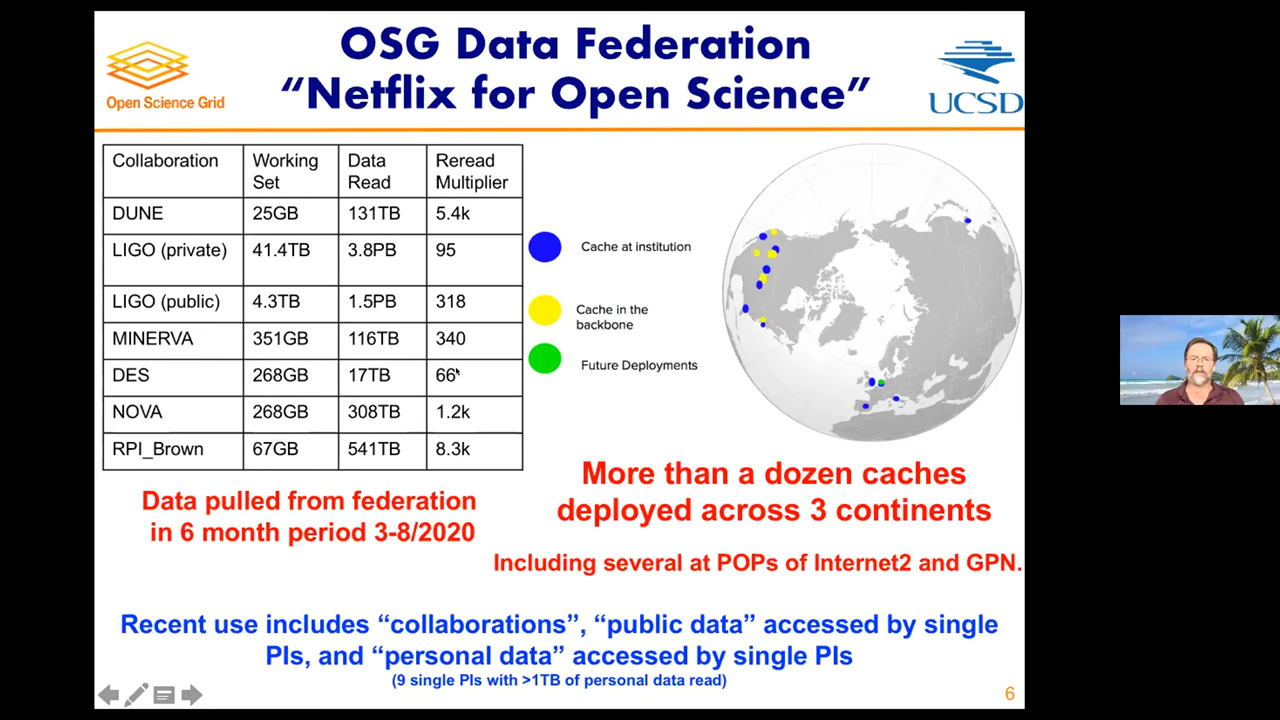 OSG Data Federation
“Netflix for Open Science”
Open Science Grid
UCSD
Collaboration Working Set Data Read Reread Multiplier
DUNE 25GB 131TB 5.4k
LIGO (private) 41.4TB 3.8PB 95
LIGO (public) 4.3TB 1.5PB 318
MINERVA 351GB 116TB 340
DES 268GB 17TB 66
NOVA 268GB 308TB 1.2k
RPI_Brown 67GB 541TB 8.3k
Cache at institution
Cache in the
backbone
Future Deployments
Data pulled from federation
in 6 month period 3-8/2020
More than a dozen caches
deployed across 3 continents
Including several at POPs of Internet2 and GPN.
Recent use includes “collaborations”, “public data” accessed by single
PIs, and “personal data” accessed by single PIs
(9 single PIs with >1TB of personal data read)
6